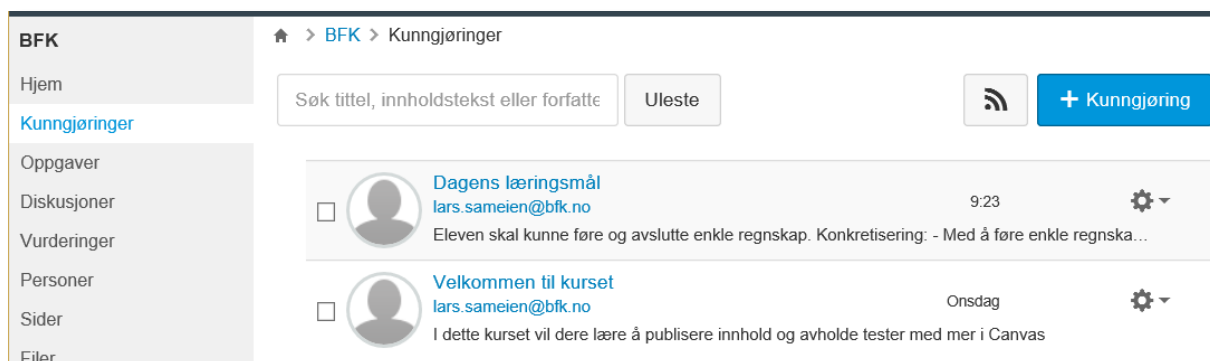 BFK
Hjem
Kunngjøringer
Oppgaver
Diskusjoner
Vurderinger
Personer
Sider
Filer
> BFK > Kunngjøringer
Søk tittel, innholdstekst eller forfatte
Uleste
+ Kunngjøring
Dagens læringsmål
lars.sameien@bfk.no
9:23
Eleven skal kunne føre og avslutte enkle regnskap. Konkretisering: - Med å føre enkle regnska...
Velkommen til kurset
lars.sameien@bfk.no
Onsdag
I dette kurset vil dere lære å publisere innhold og avholde tester med mer i Canvas